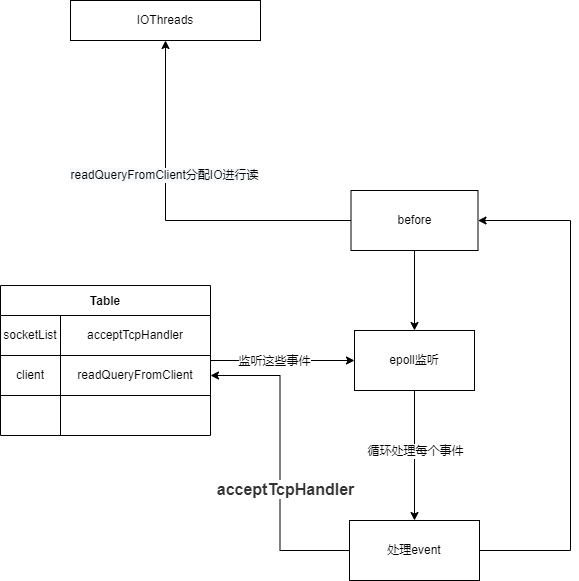 IOThreads
readQueryFromClient分配IO进行读
before
Table
socketList acceptTcpHandler
client readQueryFromClient
监听这些事件
epoll监听
循环处理每个事件
acceptTcpHandler
处理event